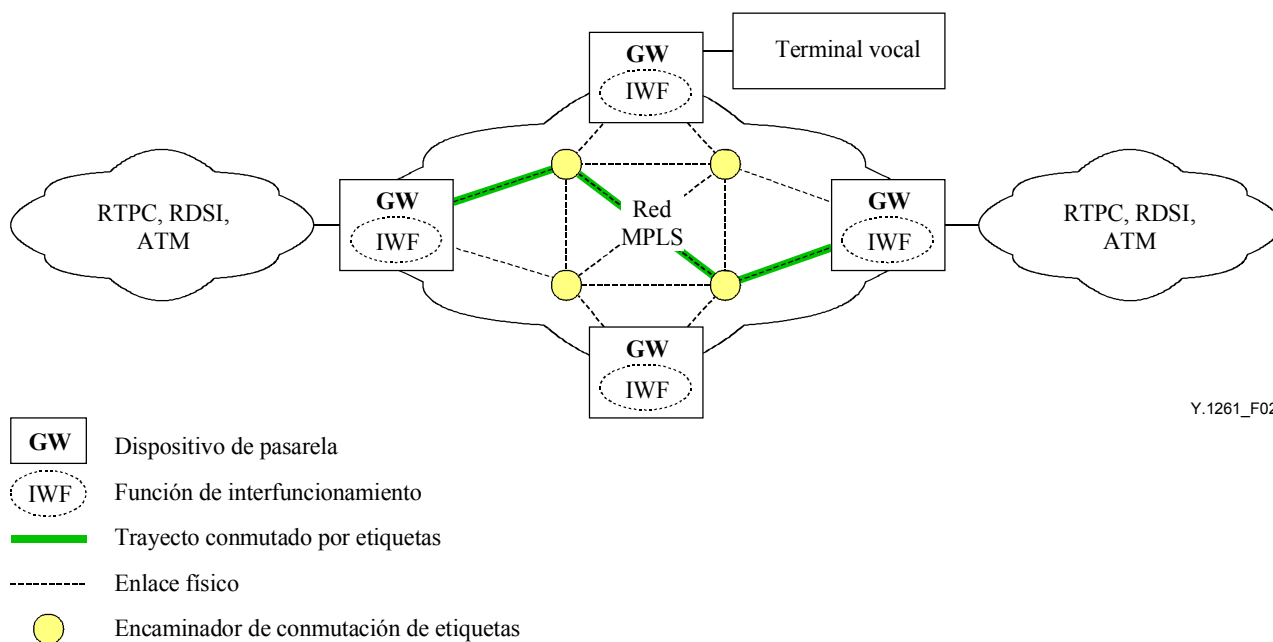 GW
IWF
Terminal vocal
RTPC, RDSI,
ATM
GW
IWF
Red
MPLS
GW
IWF
RTPC, RDSI,
ATM
GW
IWF
Y.1261_F02
GW Dispositivo de pasarela
IWF Función de interfuncionamiento
Trayecto conmutado por etiquetas
Enlace físico
Encaminador de conmutación de etiquetas